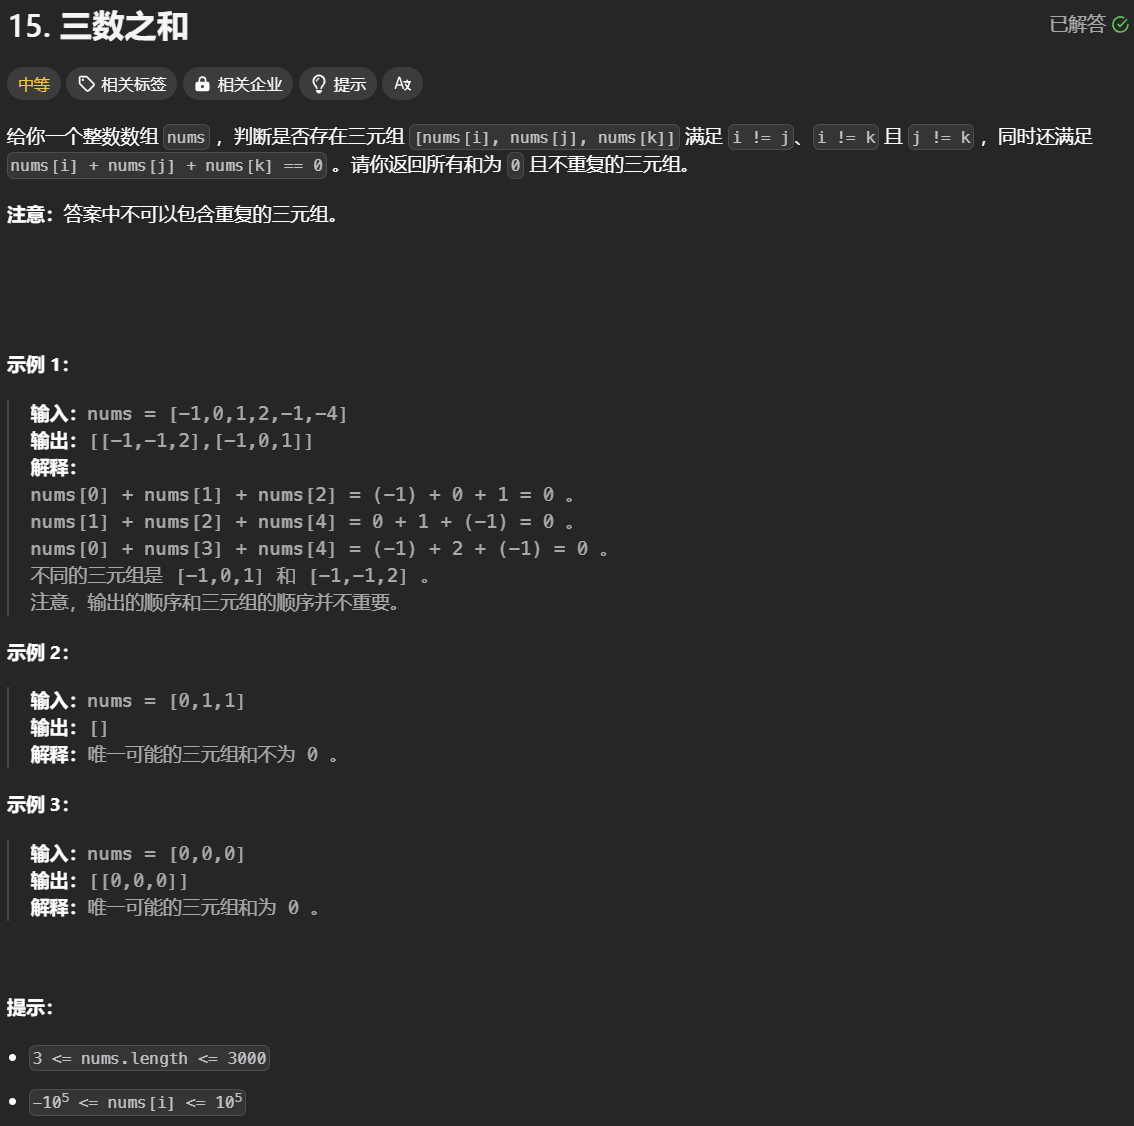 15. 三数之和
已解答
中等 相关标签 相关企业 提示 Aあ
给你一个整数数组 nums ，判断是否存在三元组 [nums[i], nums[j], nums[k]] 满足 i != j、i != k 且 j != k ，同时还满足
nums[i] + nums[j] + nums[k] == 0 。请你返回所有和为 0 且不重复的三元组。
注意：答案中不可以包含重复的三元组。
示例 1：
输入：nums = [-1,0,1,2,-1,-4]
输出：[[-1,-1,2],[-1,0,1]]
解释：
nums[0] + nums[1] + nums[2] = (-1) + 0 + 1 = 0 。
nums[1] + nums[2] + nums[4] = 0 + 1 + (-1) = 0 。
nums[0] + nums[3] + nums[4] = (-1) + 2 + (-1) = 0 。
不同的三元组是 [-1,0,1] 和 [-1,-1,2] 。
注意，输出的顺序和三元组的顺序并不重要。
示例 2：
输入：nums = [0,1,1]
输出：[]
解释：唯一可能的三元组和不为 0 。
示例 3：
输入：nums = [0,0,0]
输出：[[0,0,0]]
解释：唯一可能的三元组和为 0 。
提示：
• 3 <= nums.length <= 3000
• -10⁵ <= nums[i] <= 10⁵